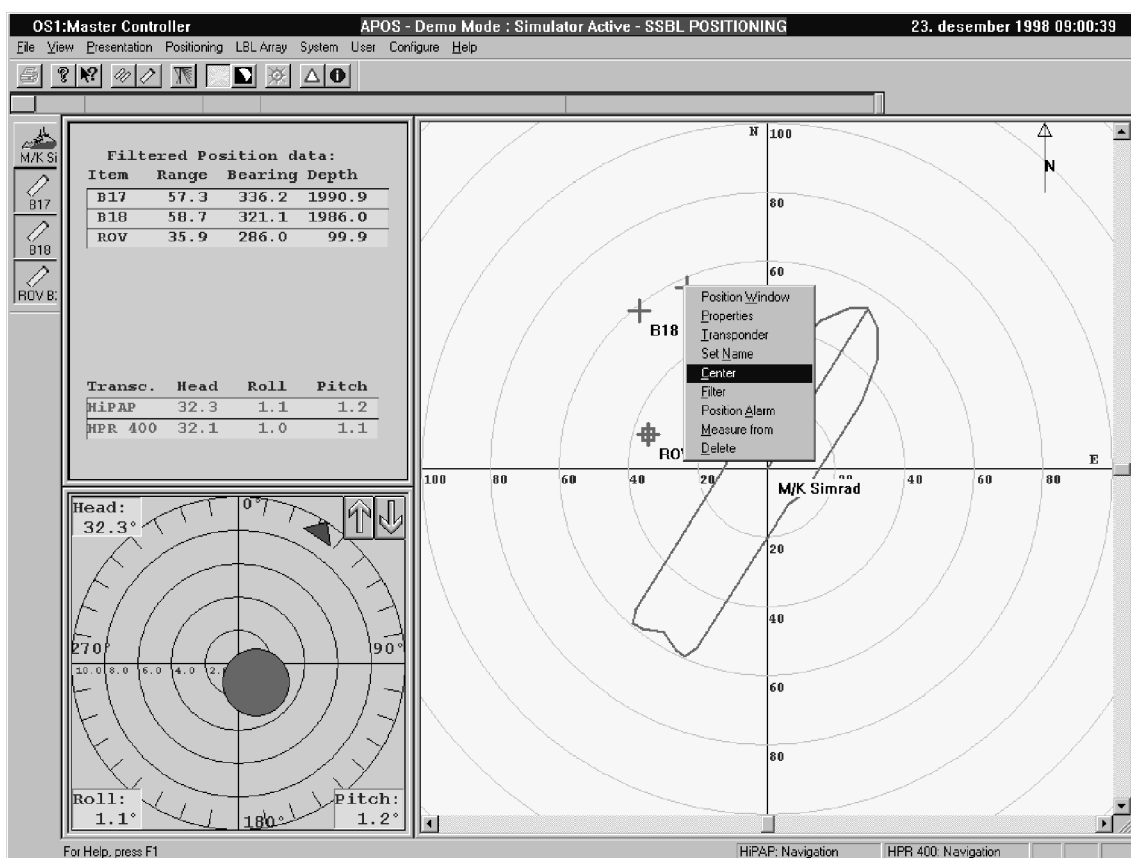 OS1:Master Controller APOS - Demo Mode : Simulator Active - SSBL POSITIONING 23. desember 1998 09:00:39
File View Presentation Positioning LBL Array System User Configure Help
M/K Si
B17
B18
ROV B
Filtered Position data:
Item Range Bearing Depth
B17 57.3 336.2 1990.9
B18 58.7 321.1 1986.0
ROV 35.9 286.0 99.9
Transc. Head Roll Pitch
HiPAP 32.3 1.1 1.2
HPR 400 32.1 1.0 1.1
Head:
32.3°
0°
270°
90°
10.0 8.0 6.0 4.0 2.
180°
Roll:
1.1°
Pitch:
1.2°
N 100
N
80
60
B18
Position Window
Properties
Transponder
Set Name
Center
Filter
Position Alarm
Measure from
Delete
RO
E
100 80 60 40 20 40 60 80
M/K Simrad
20
40
60
80
For Help, press F1
HiPAP: Navigation HPR 400: Navigation